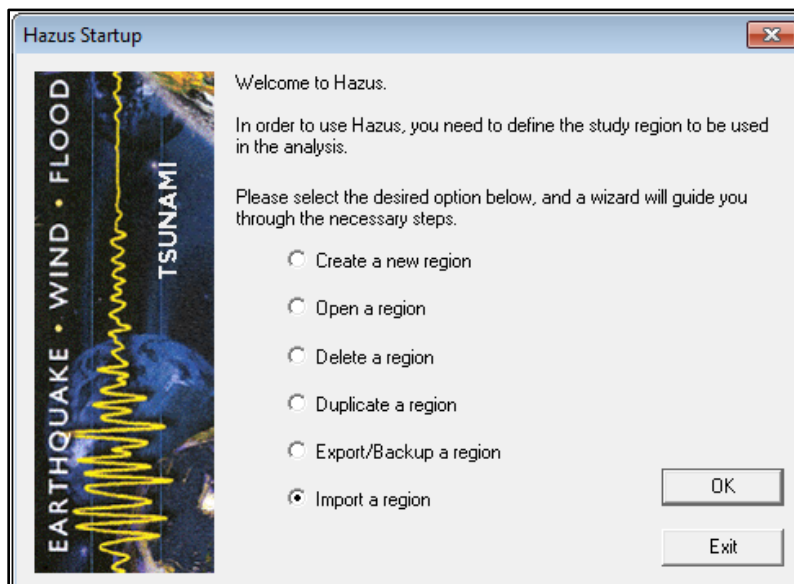 Hazus Startup
EARTHQUAKE • WIND • FLOOD
TSUNAMI
Welcome to Hazus.
In order to use Hazus, you need to define the study region to be used
in the analysis.
Please select the desired option below, and a wizard will guide you
through the necessary steps.
Create a new region
Open a region
Delete a region
Duplicate a region
Export/Backup a region
Import a region
OK
Exit